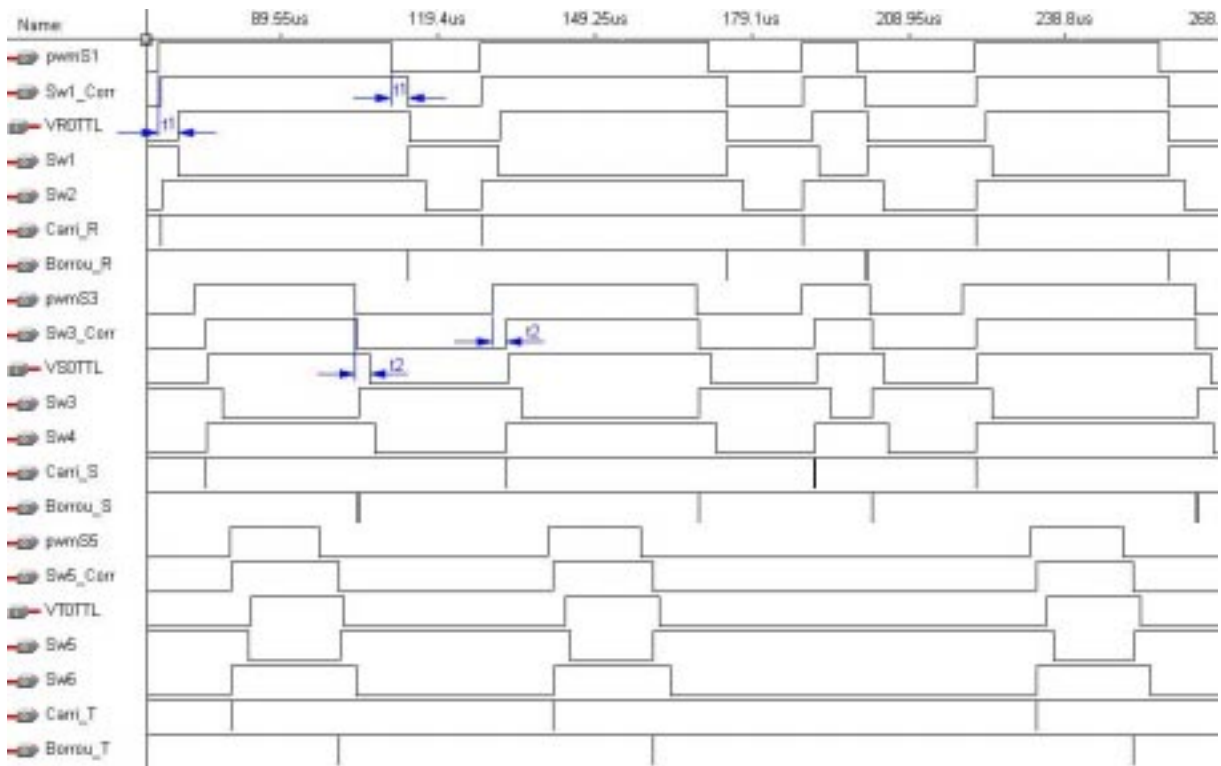 Name:
89.55us 119.4us 149.25us 179.1us 208.95us 238.8us 268.
pwmS1
Sw1_Corr
t1
VR0TTL
t1
Sw1
Sw2
Carri_R
Borrou_R
pwmS3
Sw3_Corr
t2
VS0TTL
t2
Sw3
Sw4
Carri_S
Borrou_S
pwmS5
Sw5_Corr
VT0TTL
Sw5
Sw6
Carri_T
Borrou_T